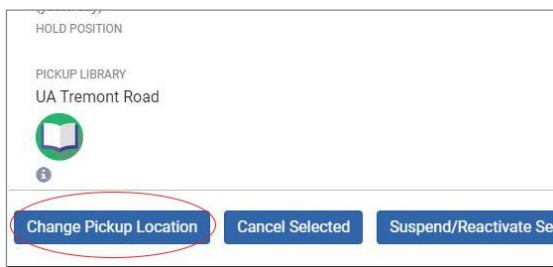 HOLD POSITION
PICKUP LIBRARY
UA Tremont Road
Change Pickup Location Cancel Selected Suspend/Reactivate Se